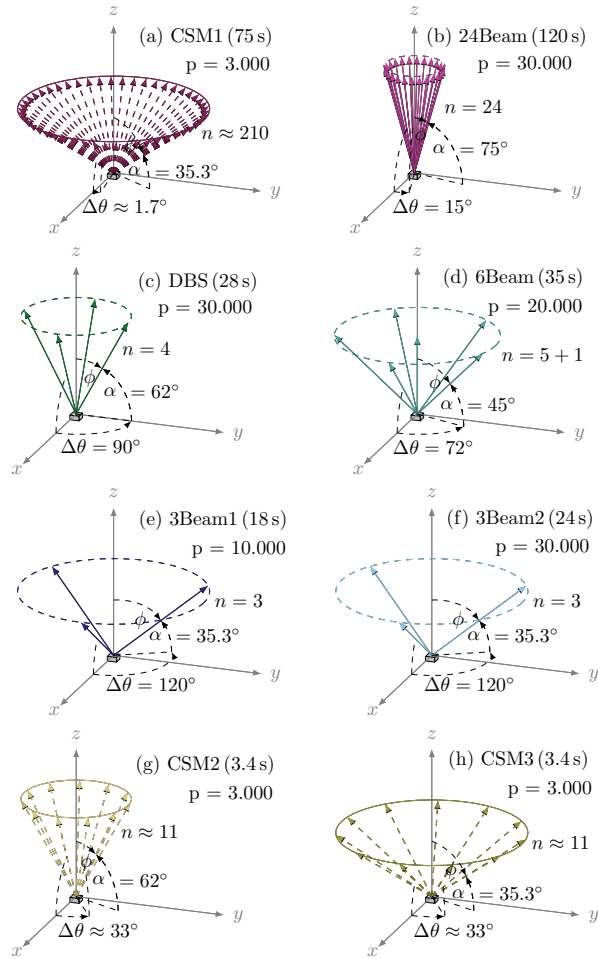 z
(a) CSM1 (75 s)
p = 3.000
n ≈ 210
ϕ
α = 35.3°
y
x
Δθ ≈ 1.7°
z
(b) 24Beam (120 s)
p = 30.000
n = 24
ϕ
α = 75°
y
x
Δθ = 15°
z
(c) DBS (28 s)
p = 30.000
n = 4
ϕ
α = 62°
y
x
Δθ = 90°
z
(d) 6Beam (35 s)
p = 20.000
n = 5 + 1
ϕ
α = 45°
y
x
Δθ = 72°
z
(e) 3Beam1 (18 s)
p = 10.000
n = 3
ϕ
α = 35.3°
y
x
Δθ = 120°
z
(f) 3Beam2 (24 s)
p = 30.000
n = 3
ϕ
α = 35.3°
y
x
Δθ = 120°
z
(g) CSM2 (3.4 s)
p = 3.000
n ≈ 11
ϕ
α = 62°
y
x
Δθ ≈ 33°
z
(h) CSM3 (3.4 s)
p = 3.000
n ≈ 11
ϕ
α = 35.3°
y
x
Δθ ≈ 33°